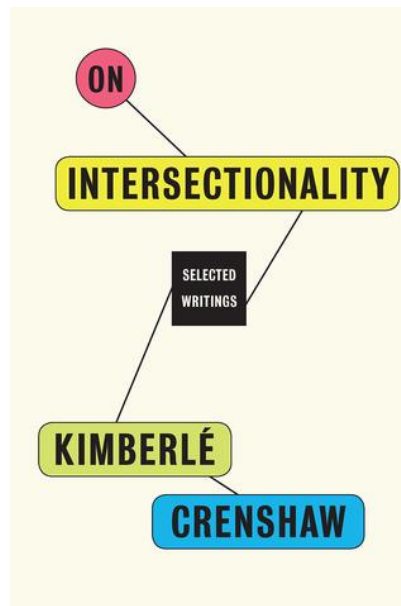 ON
INTERSECTIONALITY
SELECTED
WRITINGS
KIMBERLÉ
CRENSHAW